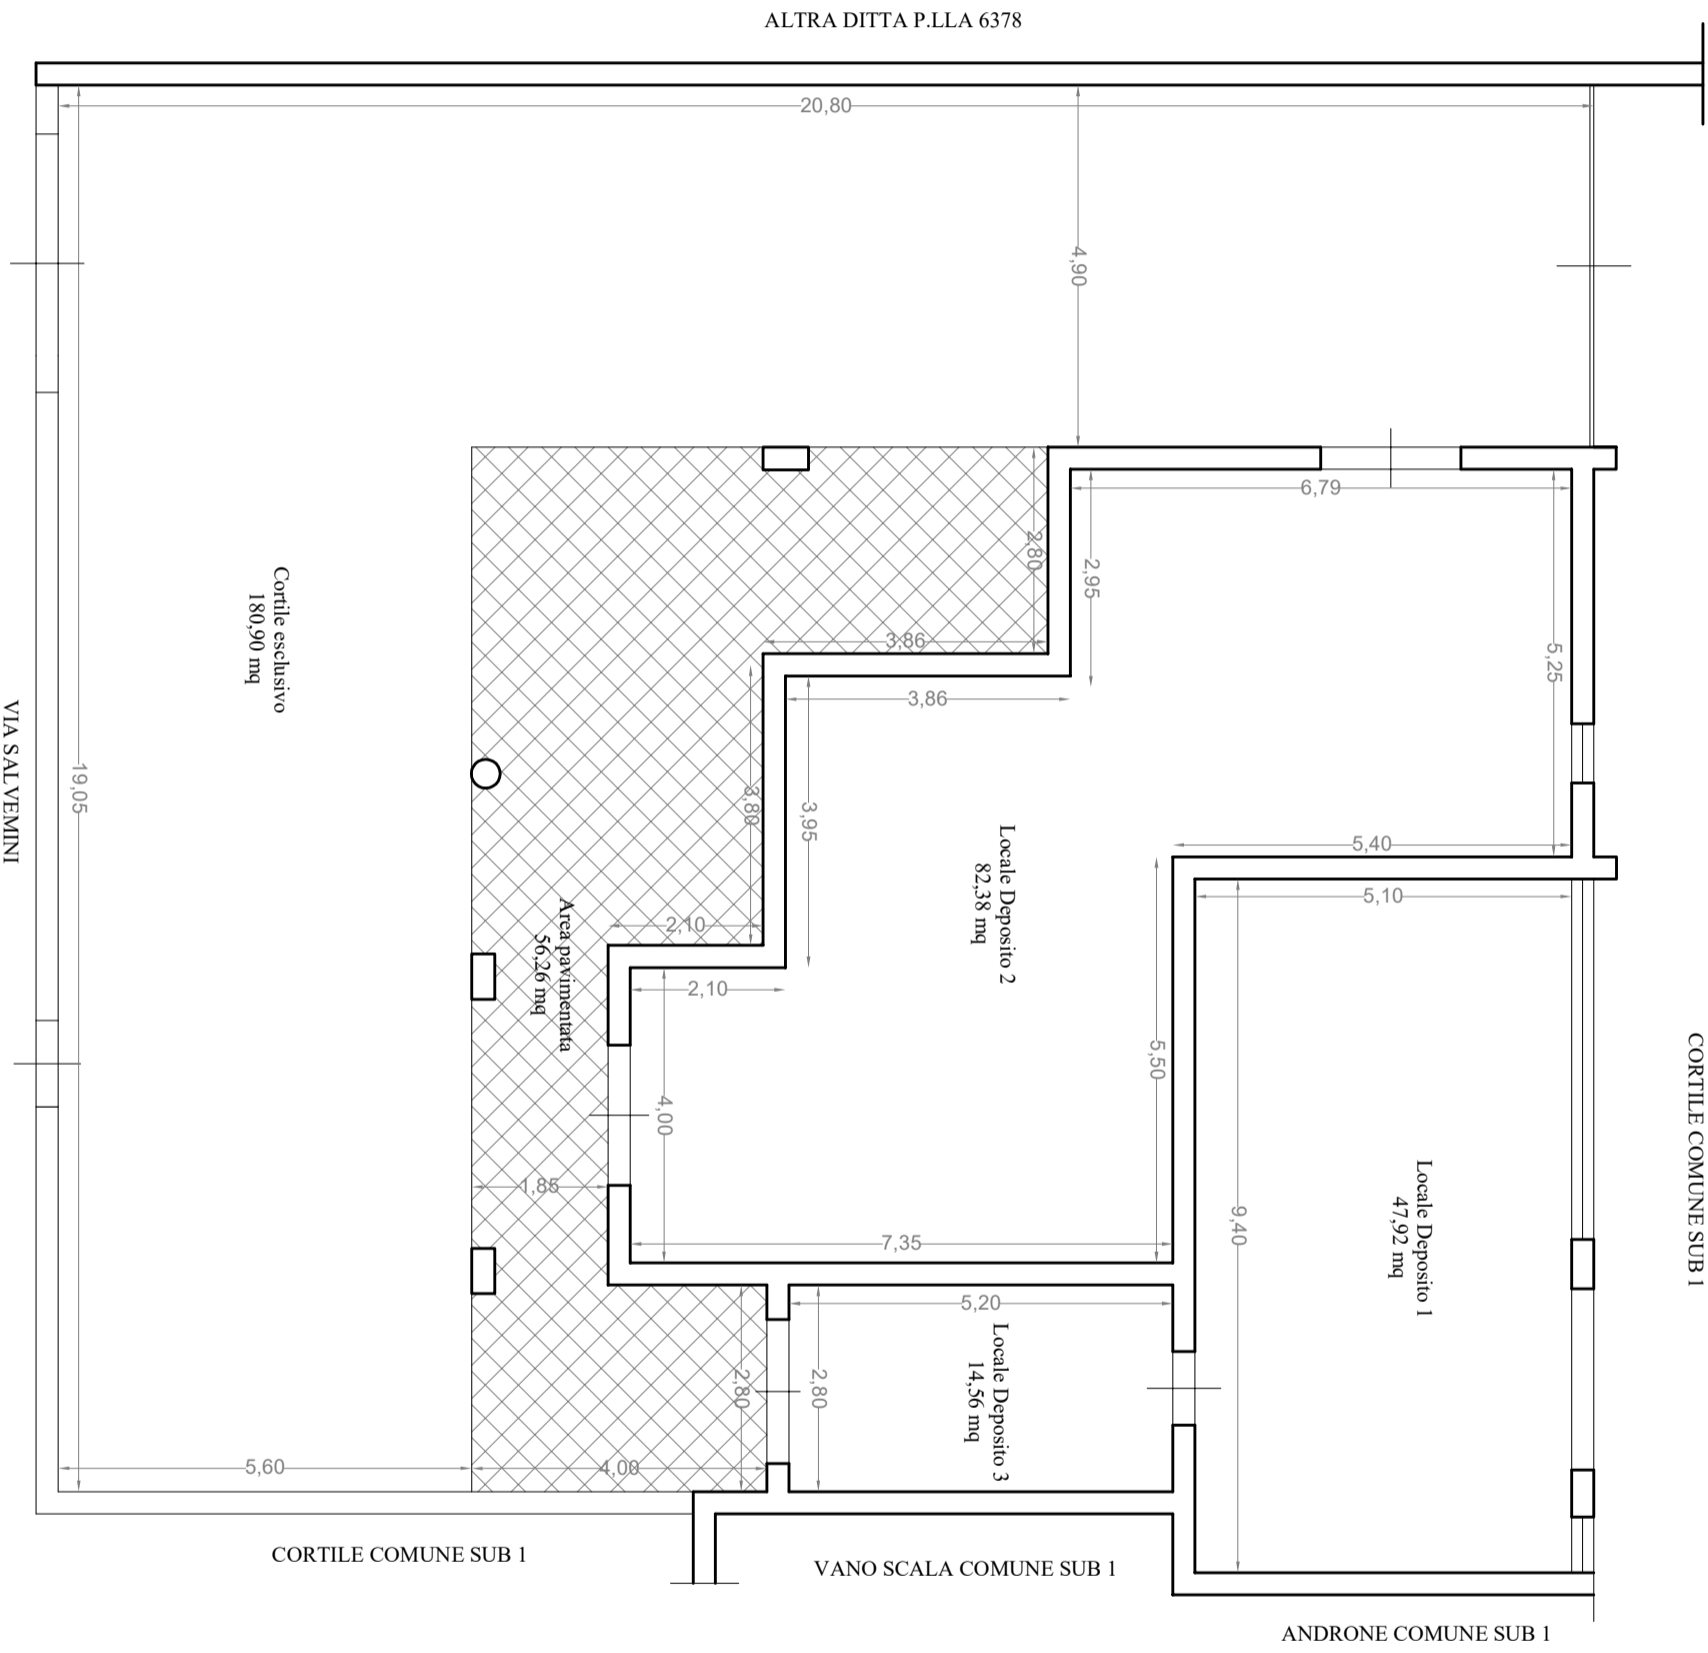 ALTRA DITTA P.LLA 6378
20,80
4,90
6,79
2,80
2,95
3,86
3,86
5,25
Cortile esclusivo
180,90 mq
VIA SALVEMINI
19,05
3,80
3,95
Locale Deposito 2
82,38 mq
5,40
5,10
Area pavimentata
56,26 mq
2,10
2,10
5,50
4,00
1,85
7,35
9,40
Locale Deposito 1
47,92 mq
CORTILE COMUNE SUB 1
5,20
Locale Deposito 3
14,56 mq
2,80
2,80
5,60
4,00
CORTILE COMUNE SUB 1
VANO SCALA COMUNE SUB 1
ANDRONE COMUNE SUB 1